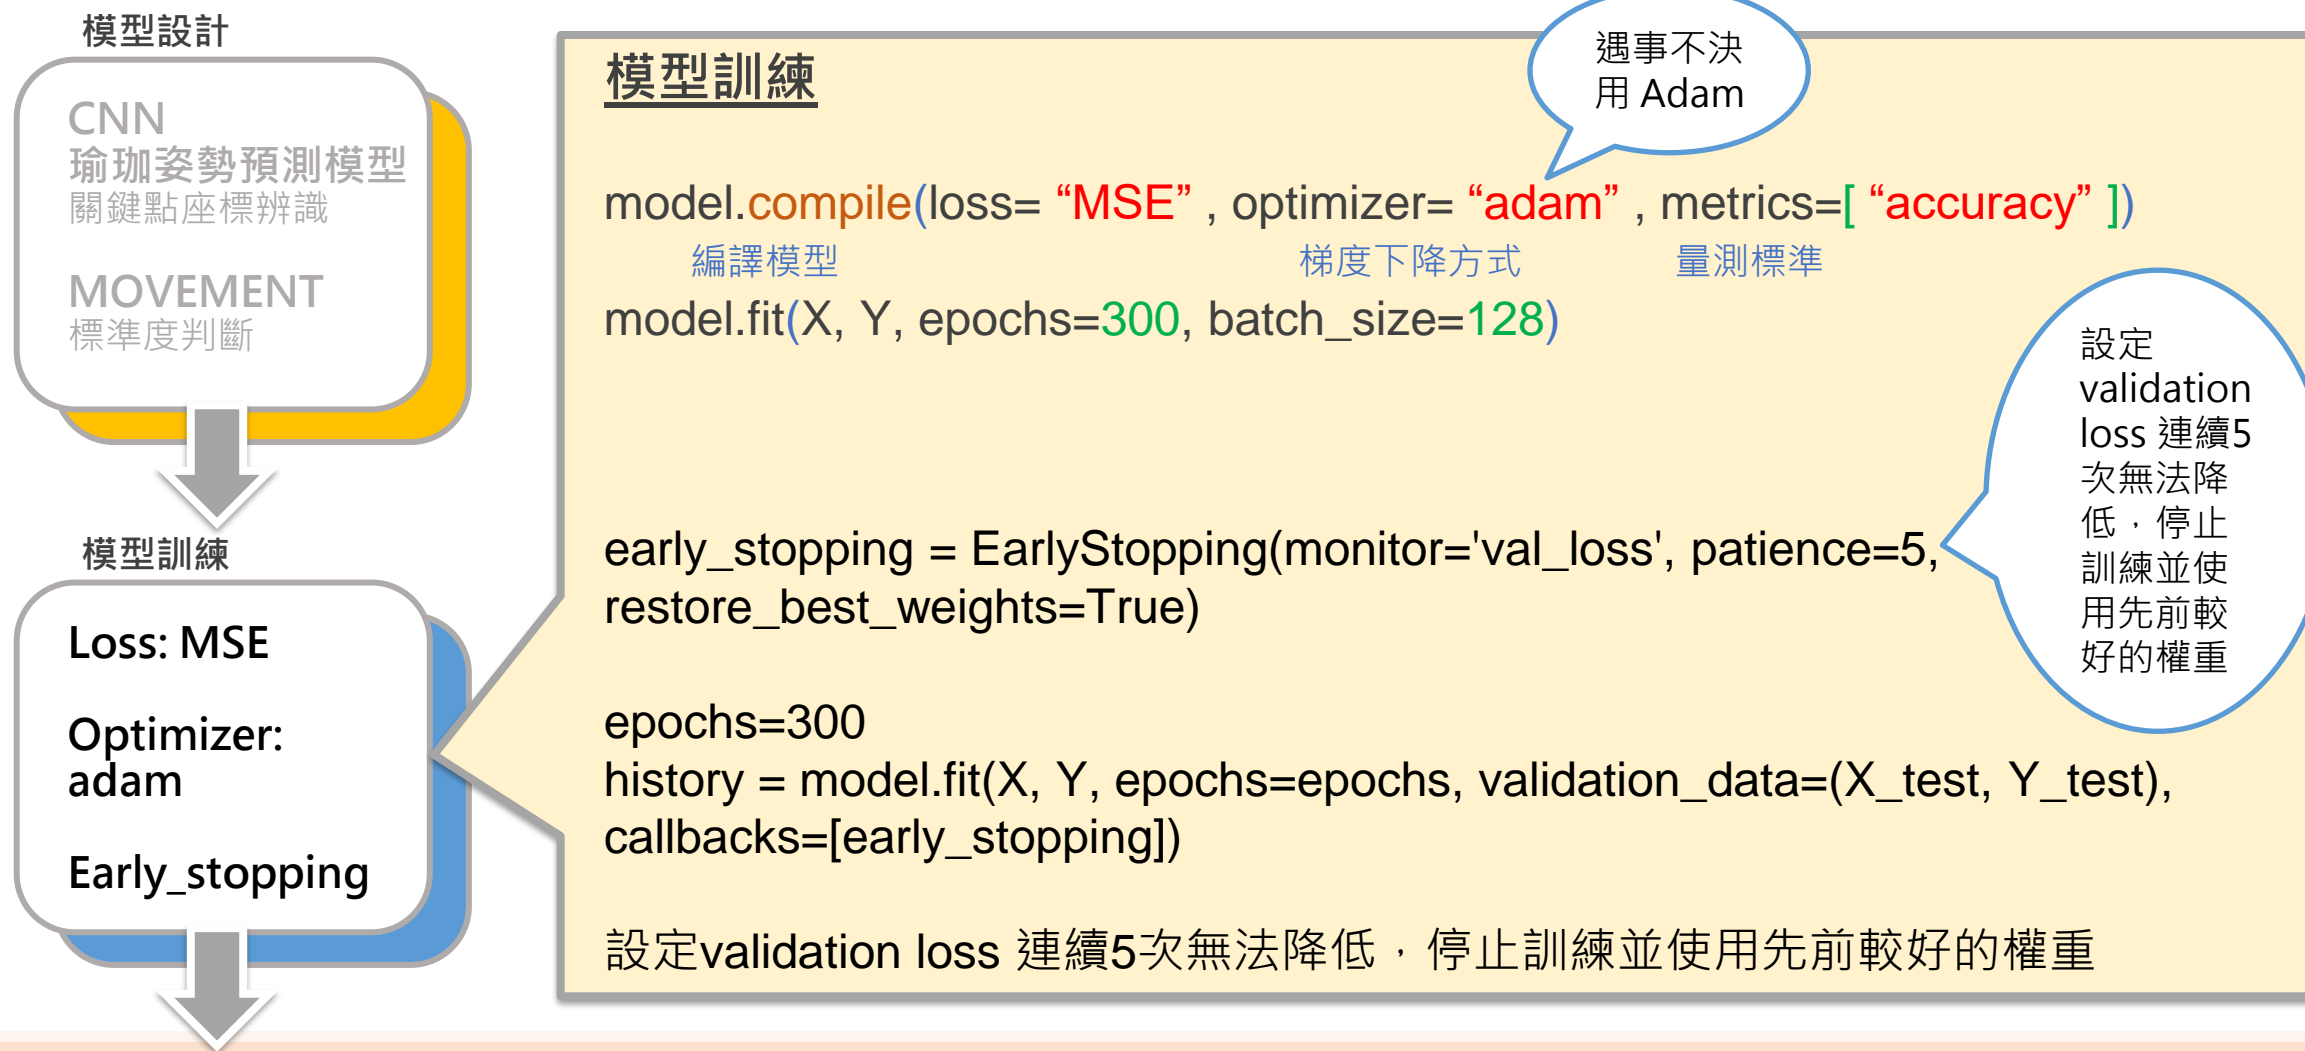 模型設計
CNN
瑜珈姿勢預測模型
關鍵點座標辨識
MOVEMENT
標準度判斷
模型訓練
Loss: MSE
Optimizer:
adam
Early_stopping
模型訓練
遇事不決
用 Adam
model.compile(loss= “MSE” , optimizer= “adam” , metrics=[ “accuracy” ])
編譯模型 梯度下降方式 量測標準
model.fit(X, Y, epochs=300, batch_size=128)
設定
validation
loss 連續5
次無法降
低，停止
訓練並使
用先前較
好的權重
early_stopping = EarlyStopping(monitor='val_loss', patience=5,
restore_best_weights=True)
epochs=300
history = model.fit(X, Y, epochs=epochs, validation_data=(X_test, Y_test),
callbacks=[early_stopping])
設定validation loss 連續5次無法降低，停止訓練並使用先前較好的權重